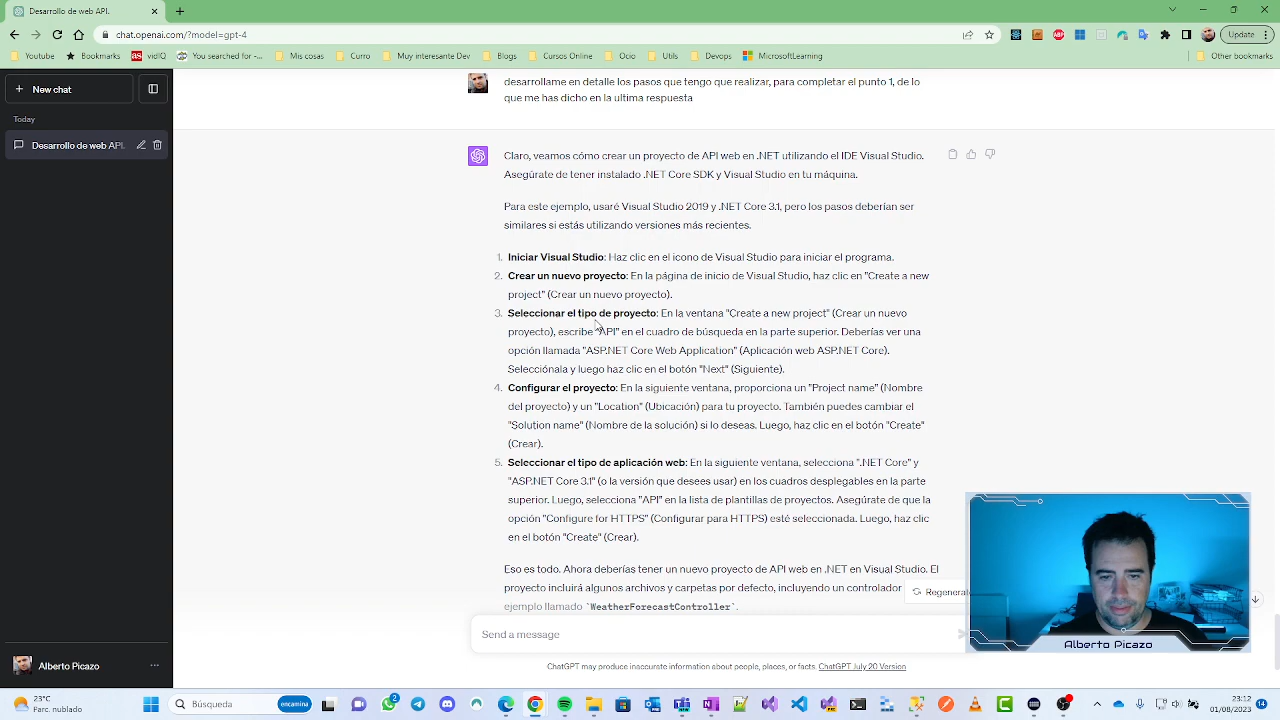 Desarrollo de web API.
chat.openai.com/?model=gpt-4
Update
Youtube
Bookmarks
vidIQ
You searched for -...
Mis cosas
Curro
Muy interesante Dev
Blogs
Cursos Online
Ocio
Utils
Devops
MicrosoftLearning
Other bookmarks
New chat
Today
Desarrollo de web API.
desarrollame en detalle los pasos que tengo que realizar, para completar el punto 1, de lo
que me has dicho en la ultima respuesta
Claro, veamos cómo crear un proyecto de API web en .NET utilizando el IDE Visual Studio.
Asegúrate de tener instalado .NET Core SDK y Visual Studio en tu máquina.
Para este ejemplo, usaré Visual Studio 2019 y .NET Core 3.1, pero los pasos deberían ser
similares si estás utilizando versiones más recientes.
1. Iniciar Visual Studio: Haz clic en el icono de Visual Studio para iniciar el programa.
2. Crear un nuevo proyecto: En la página de inicio de Visual Studio, haz clic en "Create a new
project" (Crear un nuevo proyecto).
3. Seleccionar el tipo de proyecto: En la ventana "Create a new project" (Crear un nuevo
proyecto), escribe "API" en el cuadro de búsqueda en la parte superior. Deberías ver una
opción llamada "ASP.NET Core Web Application" (Aplicación web ASP.NET Core).
Selecciónala y luego haz clic en el botón "Next" (Siguiente).
4. Configurar el proyecto: En la siguiente ventana, proporciona un "Project name" (Nombre
del proyecto) y un "Location" (Ubicación) para tu proyecto. También puedes cambiar el
"Solution name" (Nombre de la solución) si lo deseas. Luego, haz clic en el botón "Create"
(Crear).
5. Seleccionar el tipo de aplicación web: En la siguiente ventana, selecciona ".NET Core" y
"ASP.NET Core 3.1" (o la versión que desees usar) en los cuadros desplegables en la parte
superior. Luego, selecciona "API" en la lista de plantillas de proyectos. Asegúrate de que la
opción "Configure for HTTPS" (Configurar para HTTPS) esté seleccionada. Luego, haz clic
en el botón "Create" (Crear).
Eso es todo. Ahora deberías tener un nuevo proyecto de API web en .NET en Visual Studio. El
proyecto incluirá algunos archivos y carpetas por defecto, incluyendo un controlador
Regenerat
ejemplo llamado `WeatherForecastController`.
Send a message
Alberto Picazo
ChatGPT may produce inaccurate information about people, places, or facts. ChatGPT July 20 Version
Alberto Picazo
23°C
Parc. nublado
Búsqueda
encamina
2
23:12
01/08/2023
14